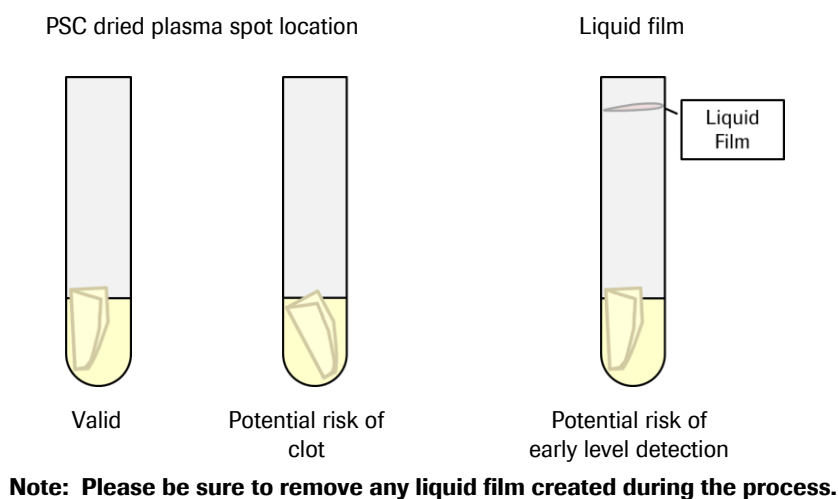 PSC dried plasma spot location
Liquid film
Liquid
Film
Valid
Potential risk of
clot
Potential risk of
early level detection
Note: Please be sure to remove any liquid film created during the process.